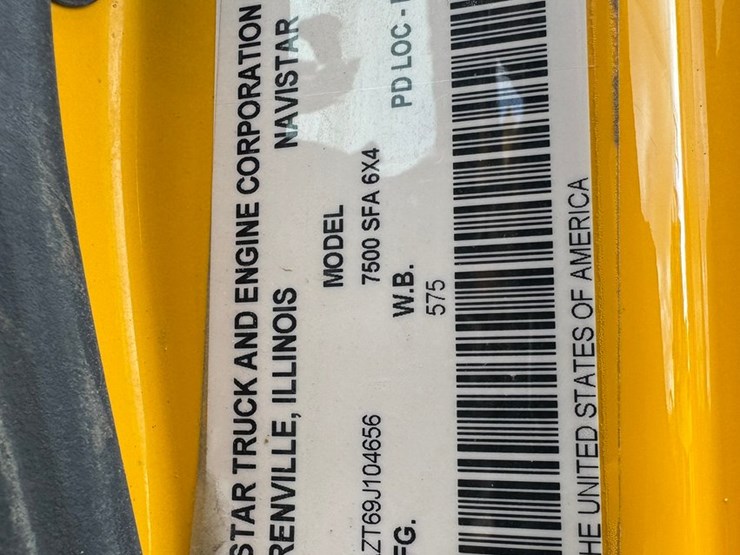 STAR TRUCK AND ENGINE CORPORATION
RENVILLE, ILLINOIS NAVISTAR
MODEL
ZT69J104656 7500 SFA 6X4 PD LOC -
FG. W.B.
575
HE UNITED STATES OF AMERICA